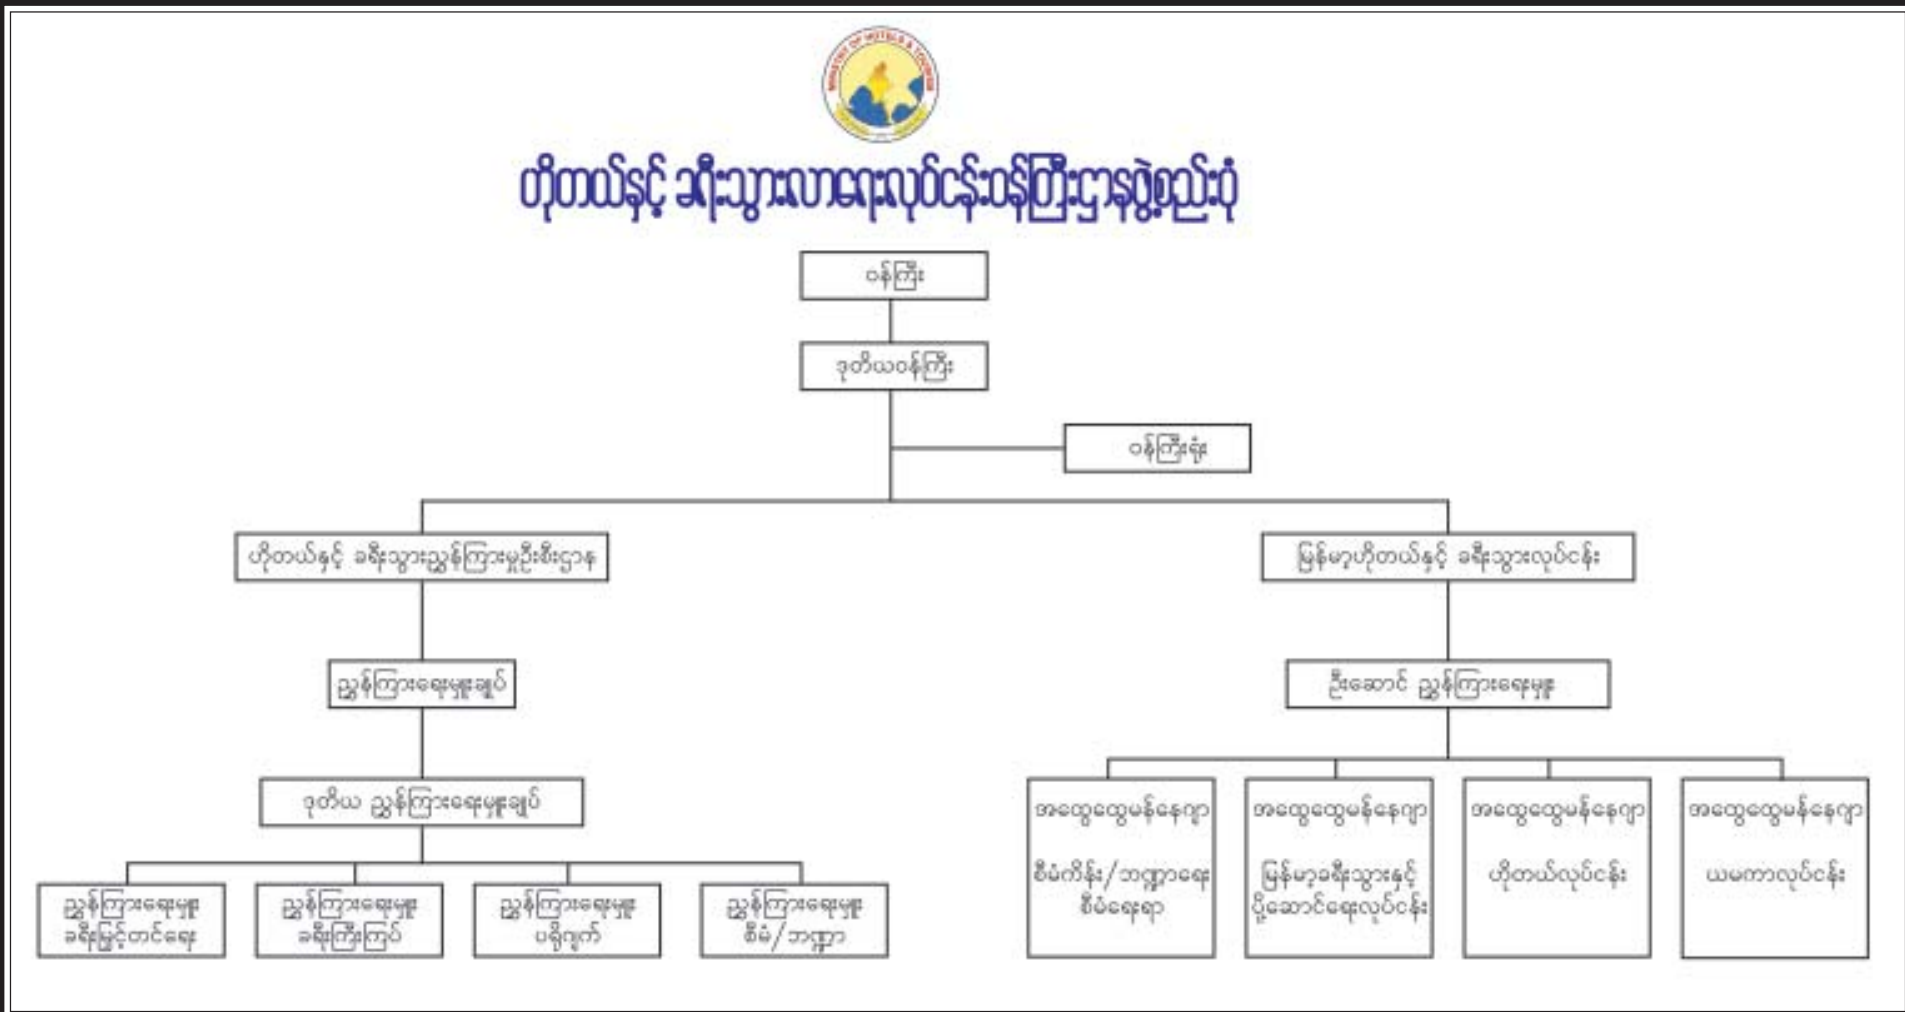 MINISTRY OF HOTELS & TOURISM
ဟိုတယ်နှင့် ခရီးသွားလာရေးလုပ်ငန်းဝန်ကြီးဌာနဖွဲ့စည်းပုံ
ဝန်ကြီး
ဒုတိယဝန်ကြီး
ဝန်ကြီးရုံး
ဟိုတယ်နှင့် ခရီးသွားညွှန်ကြားမှုဦးစီးဌာန
မြန်မာ့ဟိုတယ်နှင့် ခရီးသွားလုပ်ငန်း
ညွှန်ကြားရေးမှူးချုပ်
ဦးဆောင် ညွှန်ကြားရေးမှူး
ဒုတိယ ညွှန်ကြားရေးမှူးချုပ်
ညွှန်ကြားရေးမှူး
ခရီးမြှင့်တင်ရေး
ညွှန်ကြားရေးမှူး
ခရီးကြီးကြပ်
ညွှန်ကြားရေးမှူး
ပရိုဂျက်
ညွှန်ကြားရေးမှူး
စီမံ/ဘဏ္ဍာ
အထွေထွေမန်နေဂျာ
စီမံကိန်း/ဘဏ္ဍာရေး
စီမံရေးရာ
အထွေထွေမန်နေဂျာ
မြန်မာ့ခရီးသွားနှင့်
ပို့ဆောင်ရေးလုပ်ငန်း
အထွေထွေမန်နေဂျာ
ဟိုတယ်လုပ်ငန်း
အထွေထွေမန်နေဂျာ
ယမကာလုပ်ငန်း